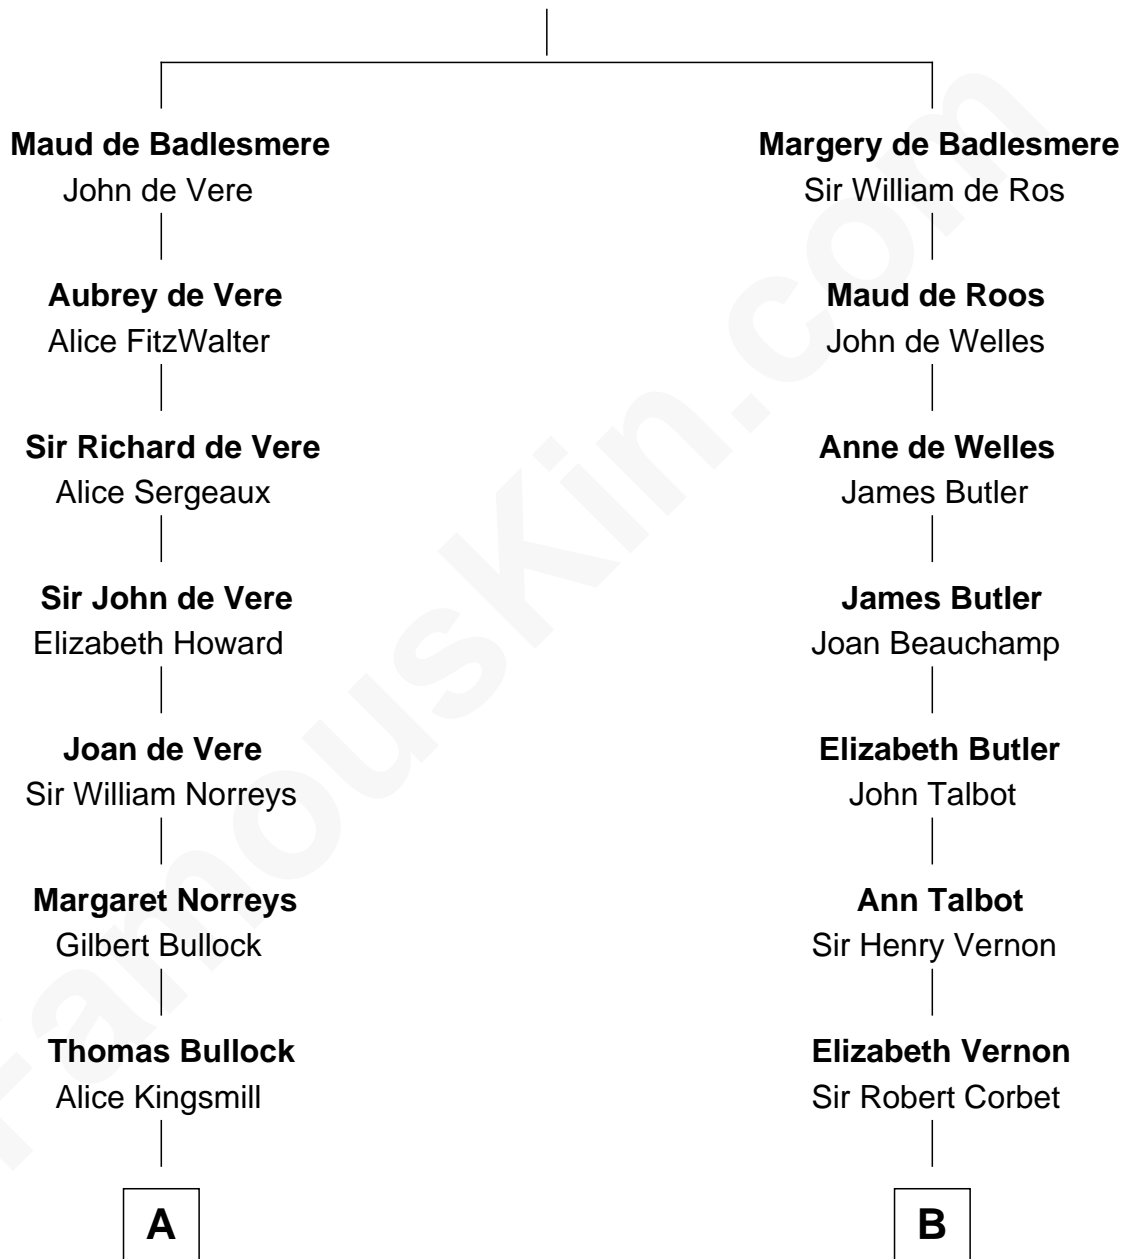 Maud de Badlesmere
John de Vere
Aubrey de Vere
Alice FitzWalter
Sir Richard de Vere
Alice Sergeaux
Sir John de Vere
Elizabeth Howard
Joan de Vere
Sir William Norreys
Margaret Norreys
Gilbert Bullock
Thomas Bullock
Alice Kingsmill
A
Margery de Badlesmere
Sir William de Ros
Maud de Roos
John de Welles
Anne de Welles
James Butler
James Butler
Joan Beauchamp
Elizabeth Butler
John Talbot
Ann Talbot
Sir Henry Vernon
Elizabeth Vernon
Sir Robert Corbet
B
FamousKin.com